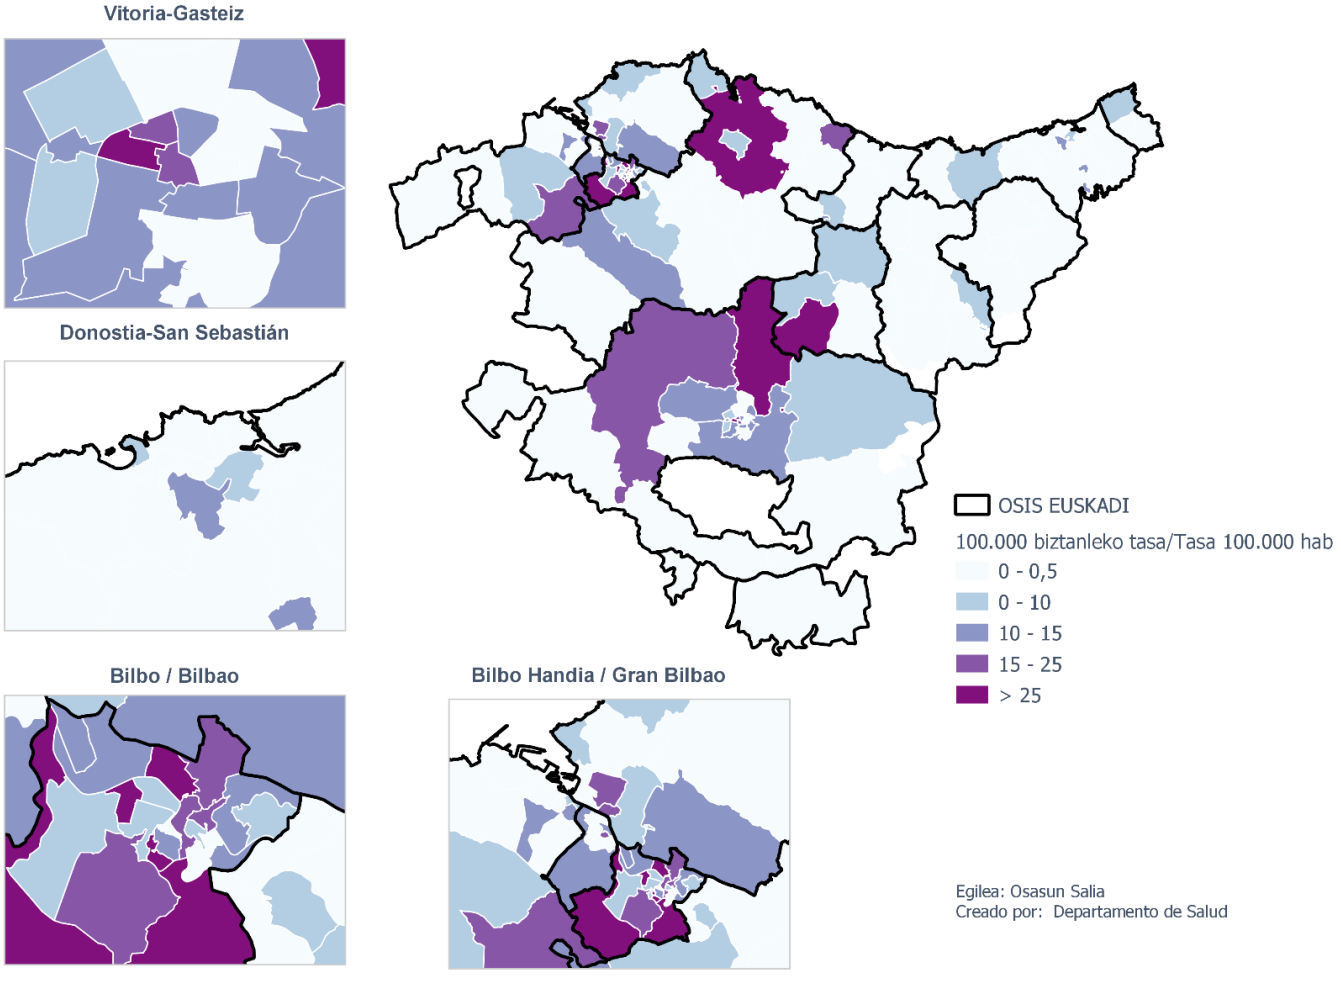 Vitoria-Gasteiz
Donostia-San Sebastián
Bilbo / Bilbao
Bilbo Handia / Gran Bilbao
OSIS EUSKADI
100.000 biztanleko tasa/Tasa 100.000 hab
0 - 0,5
0 - 10
10 - 15
15 - 25
> 25
Egilea: Osasun Salia
Creado por: Departamento de Salud